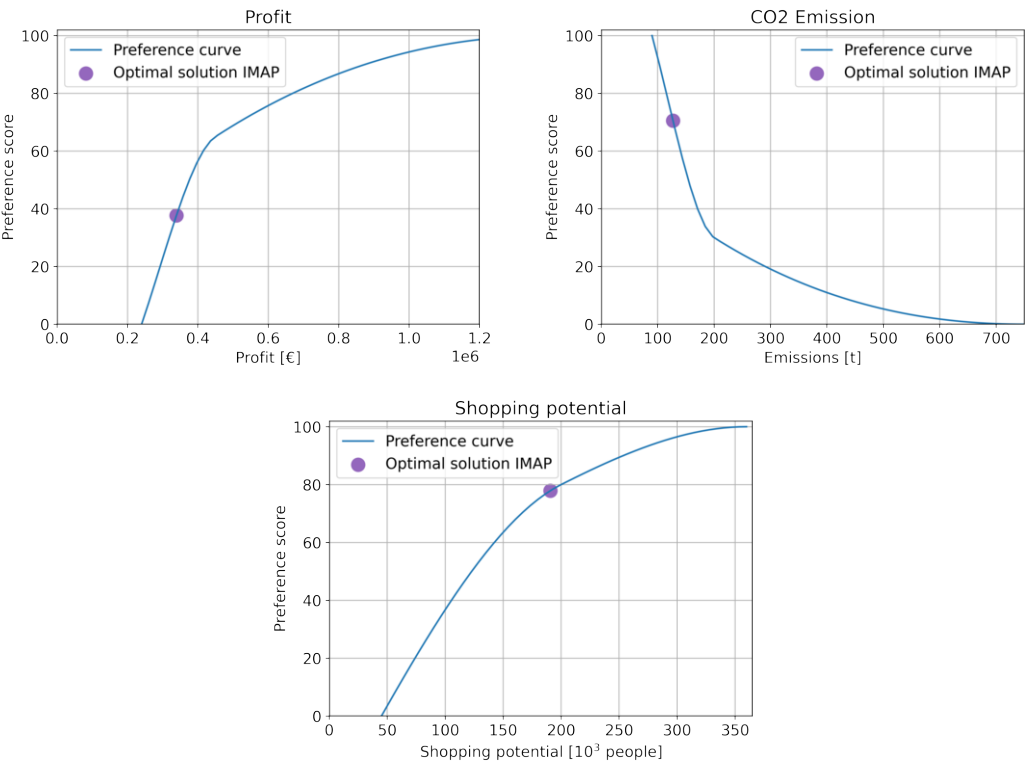 Profit
Preference score
100
80
60
40
20
0
Preference curve
Optimal solution IMAP
0.0 0.2 0.4 0.6 0.8 1.0 1.2
1e6
Profit [€]
CO2 Emission
Preference score
100
80
60
40
20
0
Preference curve
Optimal solution IMAP
0 100 200 300 400 500 600 700
Emissions [t]
Shopping potential
Preference score
100
80
60
40
20
0
Preference curve
Optimal solution IMAP
0 50 100 150 200 250 300 350
Shopping potential [10³ people]